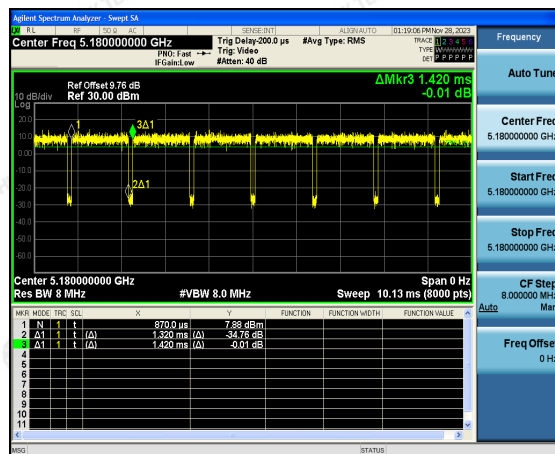 Agilent Spectrum Analyzer - Swept SA
RL RF 50 Ω AC SENSE:INT ALIGNAUTO 01:19:06 PM Nov 28, 2023
Center Freq 5.180000000 GHz
PNO: Fast
IFGain:Low
Trig Delay-200.0 µs
Trig: Video
#Atten: 40 dB
#Avg Type: RMS
TRACE 1 2 3 4 5 6
TYPE
DET P P P P P P
Ref Offset 9.76 dB
10 dB/div Ref 30.00 dBm
Log
ΔMkr3 1.420 ms
-0.01 dB
20.0
10.0
0.00
-10.0
-20.0
-30.0
-40.0
-50.0
-60.0
1
3Δ1
2Δ1
Center 5.180000000 GHz Span 0 Hz
Res BW 8 MHz #VBW 8.0 MHz Sweep 10.13 ms (8000 pts)
MKR MODE TRC SCL X Y FUNCTION FUNCTION WIDTH FUNCTION VALUE
1 N 1 t 870.0 µs 7.88 dBm
2 Δ1 1 t (Δ) 1.320 ms (Δ) -34.76 dB
3 Δ1 1 t (Δ) 1.420 ms (Δ) -0.01 dB
4
5
6
7
8
9
10
11
MSG STATUS
Frequency
Auto Tune
Center Freq
5.180000000 GHz
Start Freq
5.180000000 GHz
Stop Freq
5.180000000 GHz
CF Step
8.000000 MHz
Auto Man
Freq Offset
0 Hz